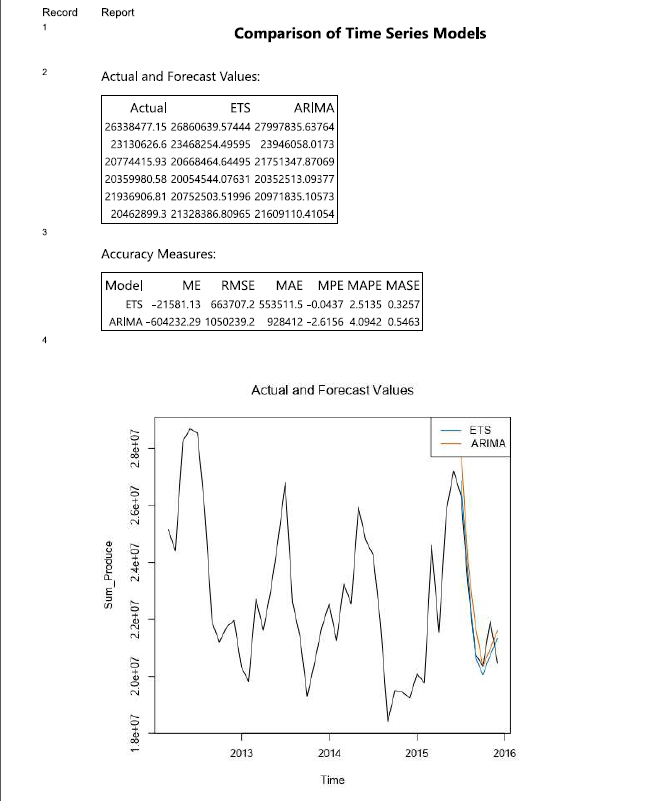 Record Report
1
Comparison of Time Series Models
2
Actual and Forecast Values:
Actual ETS ARIMA
26338477.15 26860639.57444 27997835.63764
23130626.6 23468254.49595 23946058.0173
20774415.93 20668464.64495 21751347.87069
20359980.58 20054544.07631 20352513.09377
21936906.81 20752503.51996 20971835.10573
20462899.3 21328386.80965 21609110.41054
3
Accuracy Measures:
Model ME RMSE MAE MPE MAPE MASE
ETS -21581.13 663707.2 553511.5 -0.0437 2.5135 0.3257
ARIMA -604232.29 1050239.2 928412 -2.6156 4.0942 0.5463
4
Actual and Forecast Values
ETS
ARIMA
2.8e+07
2.6e+07
2.4e+07
2.2e+07
2.0e+07
1.8e+07
Sum_Produce
2013 2014 2015 2016
Time